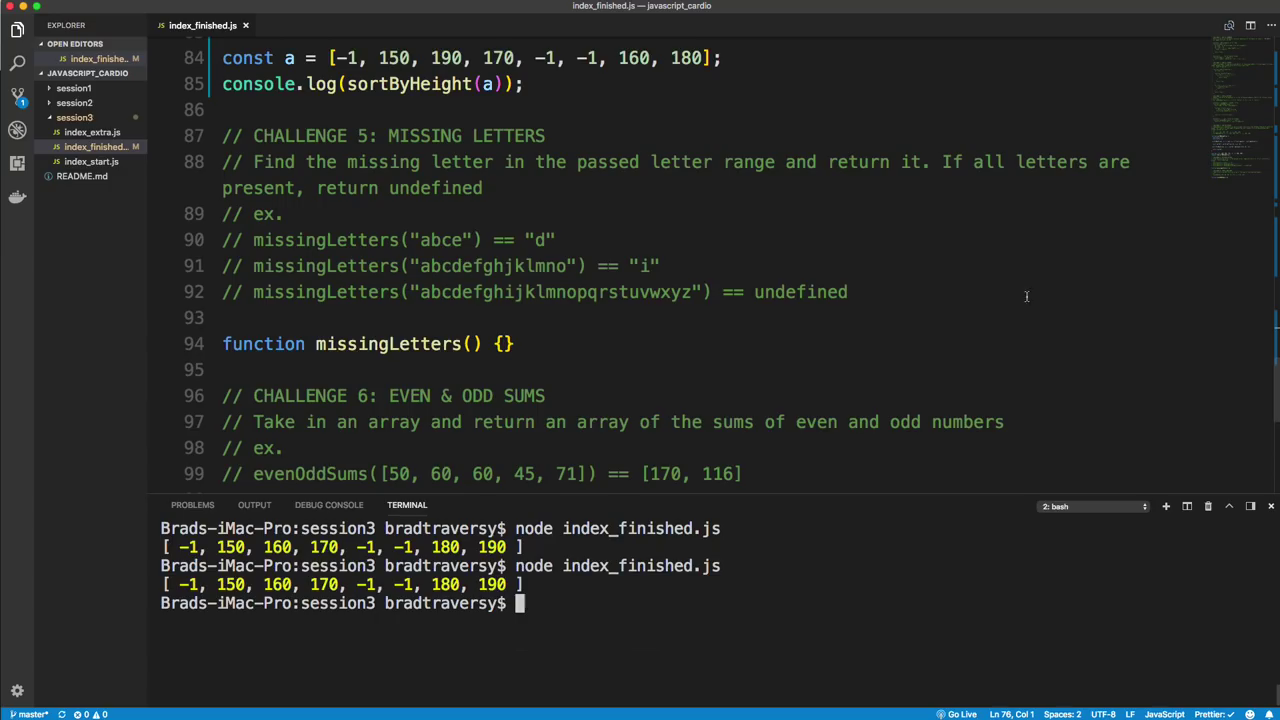 index_finished.js — javascript_cardio
EXPLORER
index_finished.js ×
OPEN EDITORS
index_finishe... M
JAVASCRIPT_CARDIO
session1
session2
session3
index_extra.js
index_finished... M
index_start.js
README.md
1
84 const a = [-1, 150, 190, 170, -1, -1, 160, 180];
85 console.log(sortByHeight(a));
86
87 // CHALLENGE 5: MISSING LETTERS
88 // Find the missing letter in the passed letter range and return it. If all letters are
present, return undefined
89 // ex.
90 // missingLetters("abce") == "d"
91 // missingLetters("abcdefghjklmno") == "i"
92 // missingLetters("abcdefghijklmnopqrstuvwxyz") == undefined
93
94 function missingLetters() {}
95
96 // CHALLENGE 6: EVEN & ODD SUMS
97 // Take in an array and return an array of the sums of even and odd numbers
98 // ex.
99 // evenOddSums([50, 60, 60, 45, 71]) == [170, 116]
PROBLEMS OUTPUT DEBUG CONSOLE TERMINAL 2: bash
Brads-iMac-Pro:session3 bradtraversy$ node index_finished.js
[ -1, 150, 160, 170, -1, -1, 180, 190 ]
Brads-iMac-Pro:session3 bradtraversy$ node index_finished.js
[ -1, 150, 160, 170, -1, -1, 180, 190 ]
Brads-iMac-Pro:session3 bradtraversy$
master* 0 0 Go Live Ln 76, Col 1 Spaces: 2 UTF-8 LF JavaScript Prettier: ✓